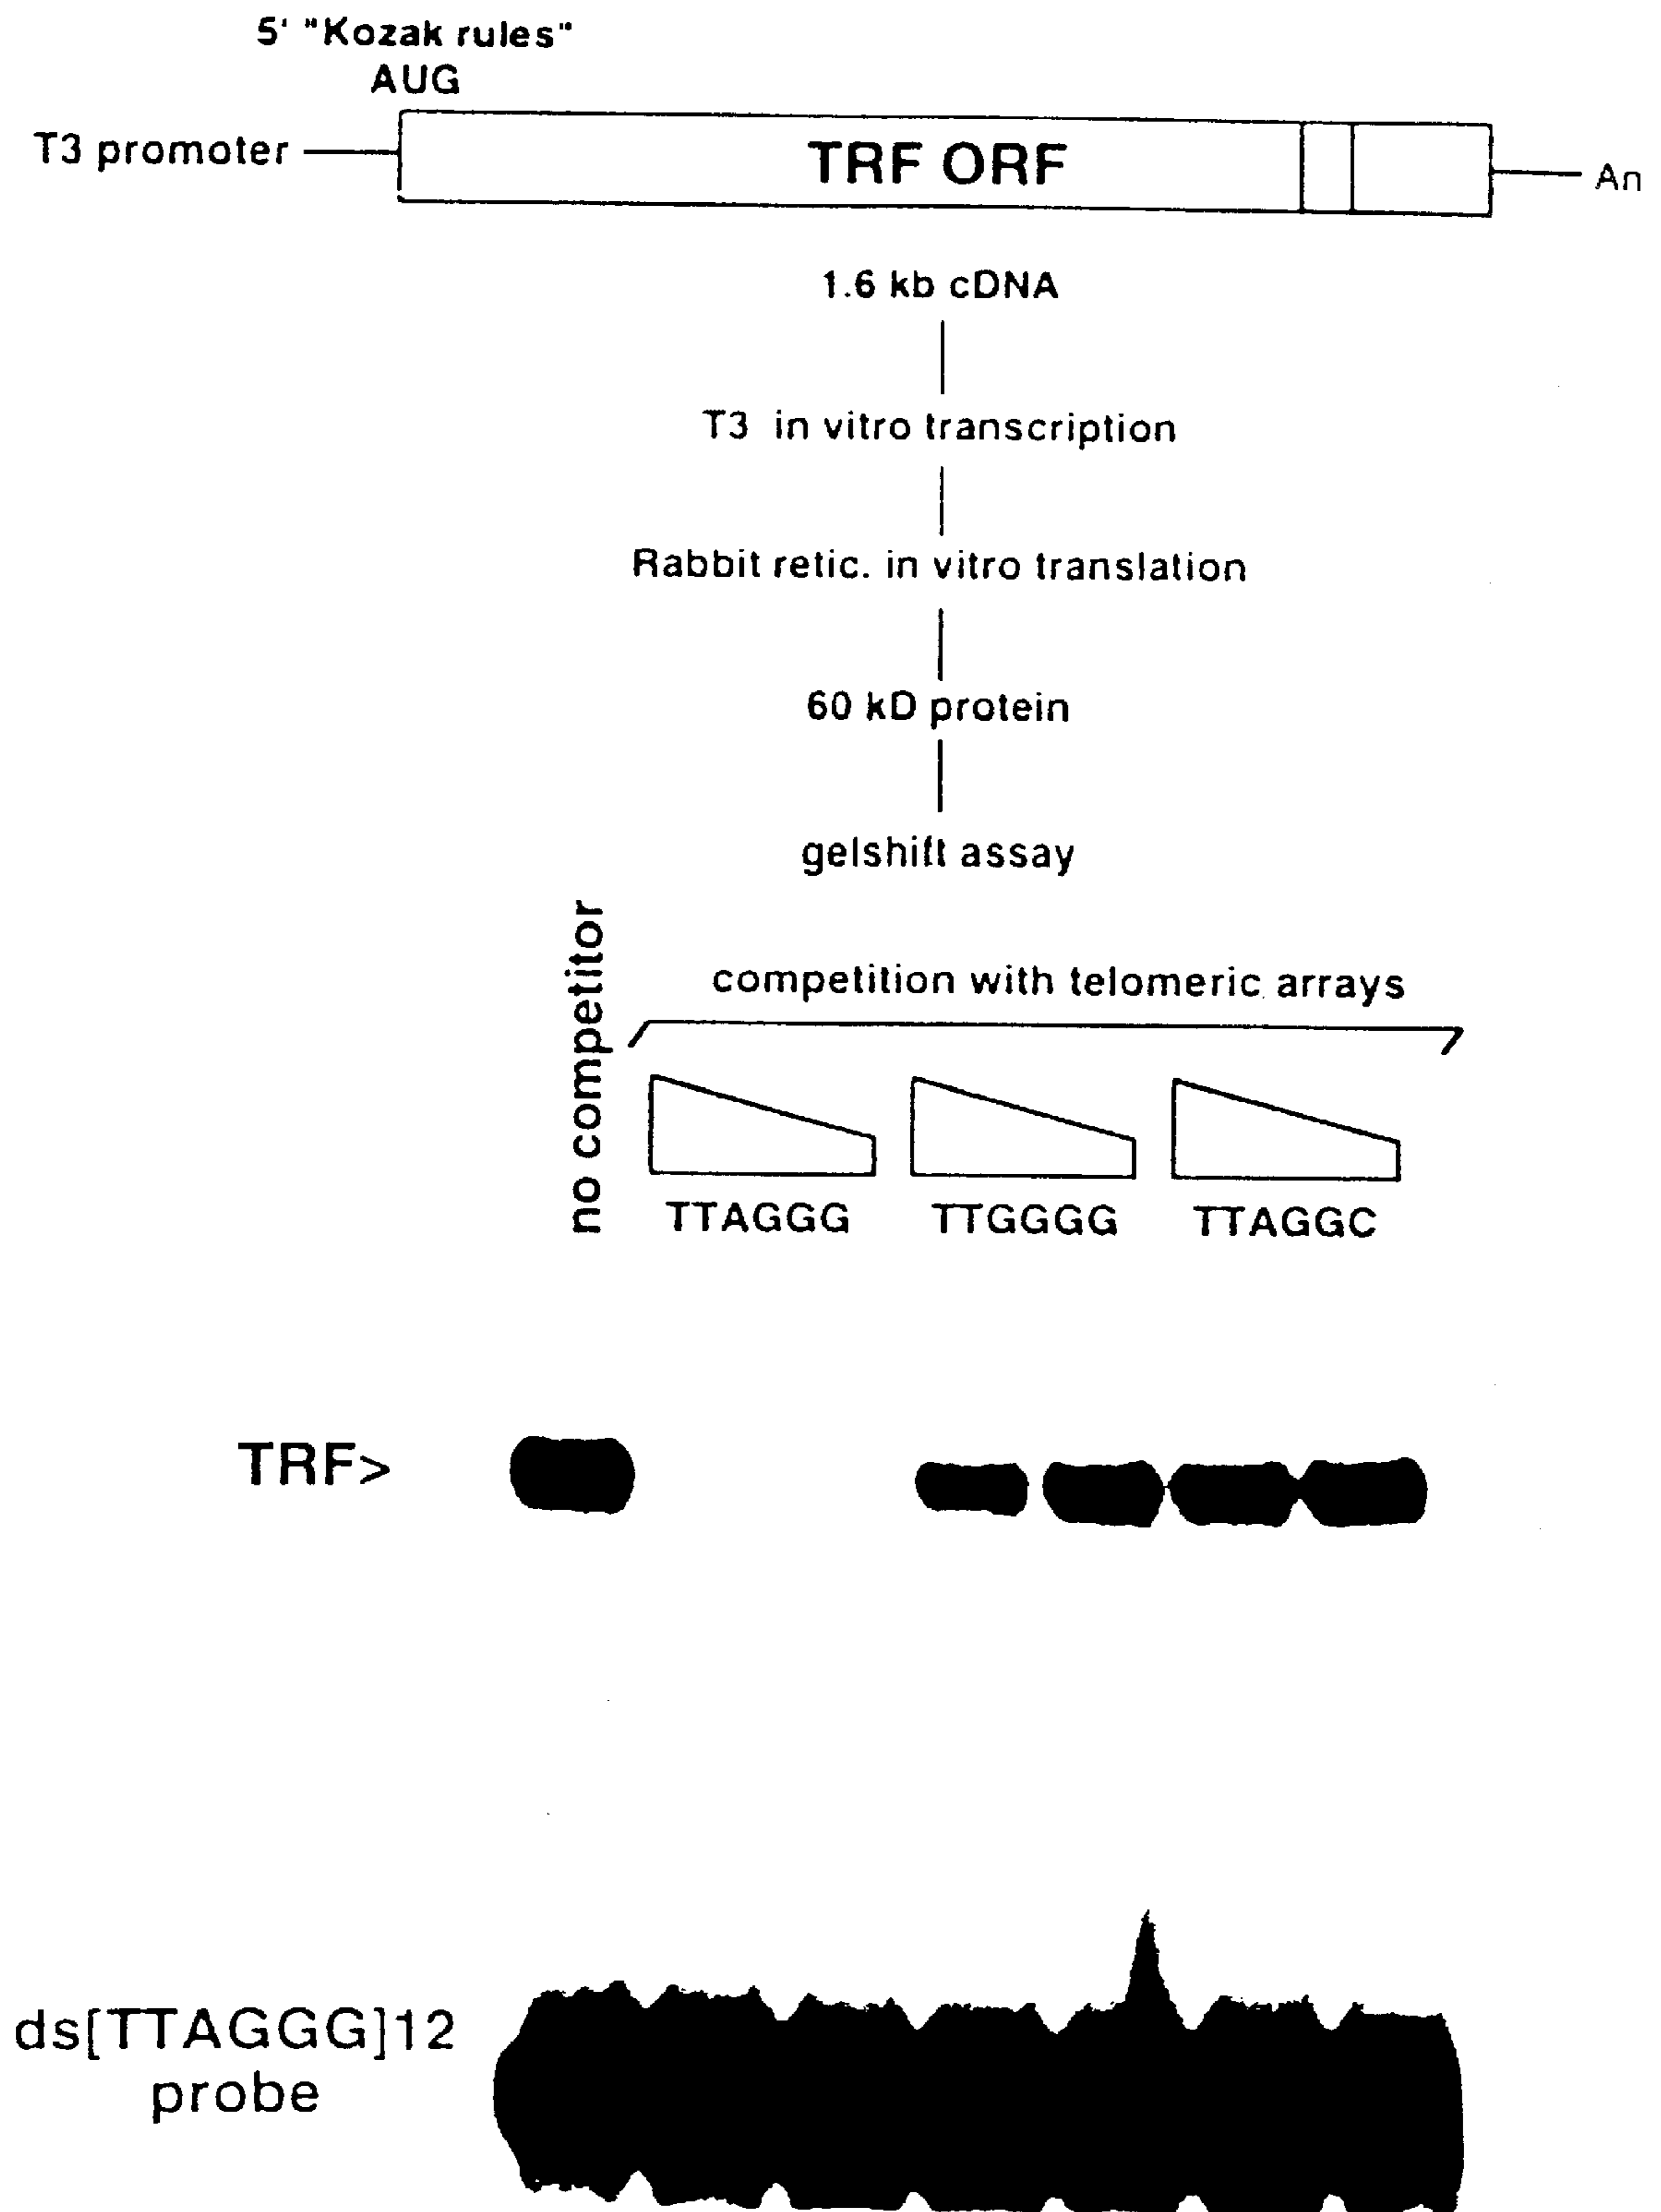 5' "Kozak rules"
AUG
T3 promoter
TRF ORF
An
1.6 kb cDNA
T3 in vitro transcription
Rabbit retic. in vitro translation
60 kD protein
gelshift assay
no competitor
competition with telomeric arrays
TTAGGG
TTGGGG
TTAGGC
TRF>
ds[TTAGGG]12
probe